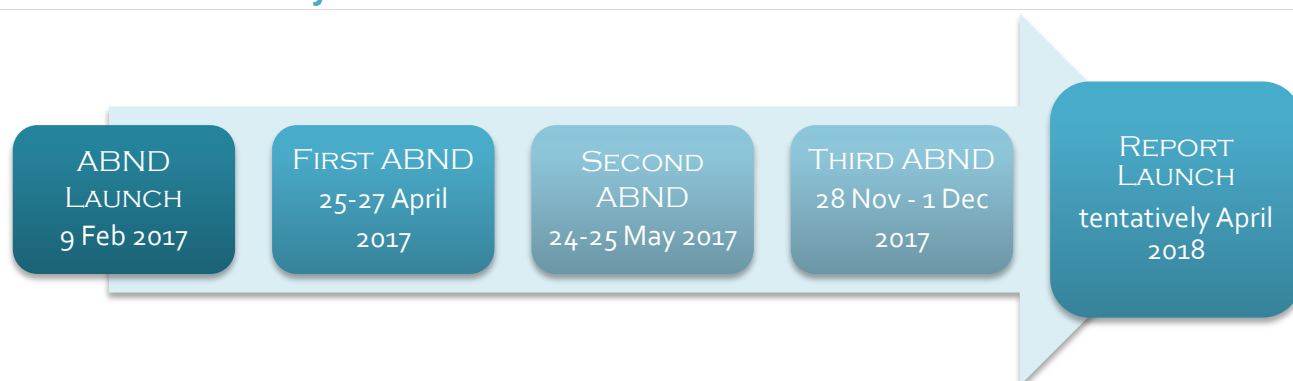 ABND
LAUNCH
9 Feb 2017
FIRST ABND
25-27 April
2017
SECOND
ABND
24-25 May 2017
THIRD ABND
28 Nov - 1 Dec
2017
REPORT
LAUNCH
tentatively April
2018